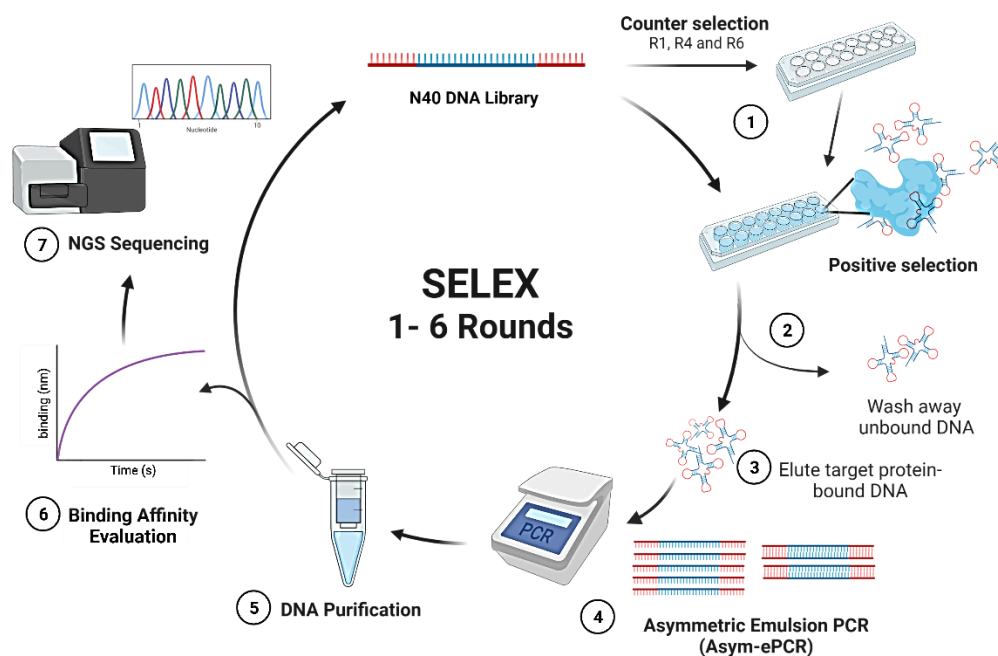 Counter selection
R1, R4 and R6
N40 DNA Library
1
Nucleotide
1
10
7
NGS Sequencing
Positive selection
SELEX
1- 6 Rounds
2
Wash away
unbound DNA
3
Elute target protein-
bound DNA
binding (nm)
Time (s)
6
Binding Affinity
Evaluation
PCR
5
DNA Purification
4
Asymmetric Emulsion PCR
(Asym-ePCR)